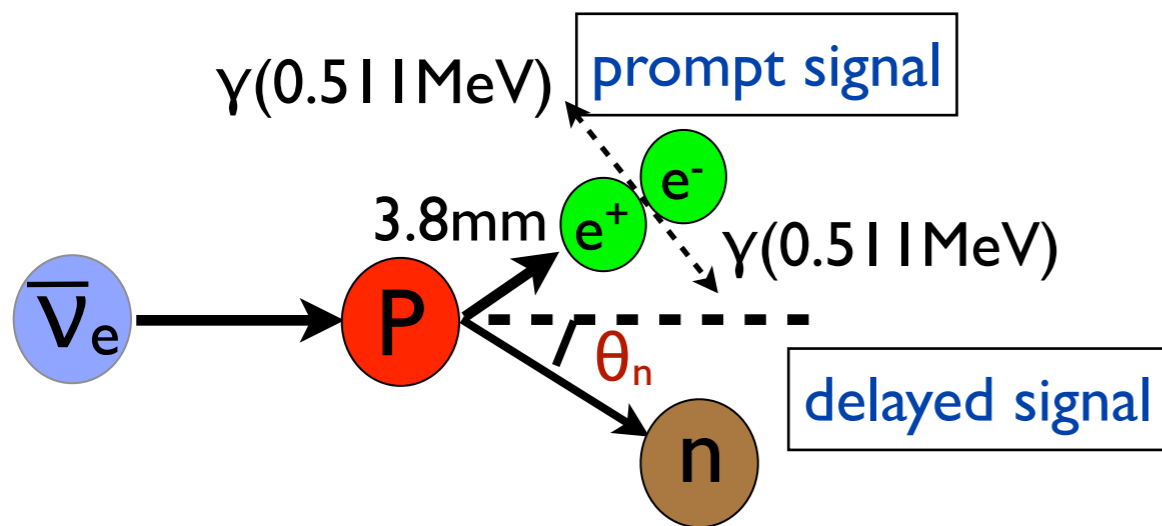 prompt signal
γ(0.511MeV)
e⁻
e⁺
3.8mm
γ(0.511MeV)
ν̅e
P
θn
delayed signal
n